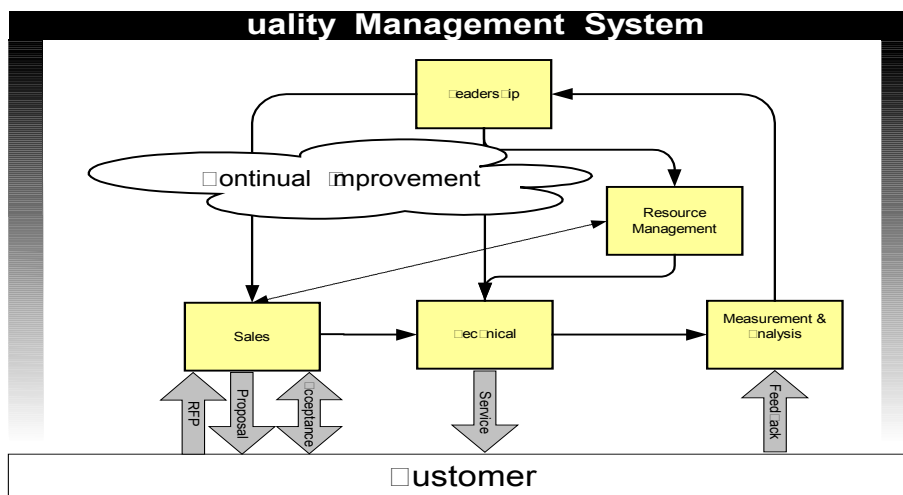 uality Management System
□eaders□ip
□ontinual □mprovement
Resource
Management
Sales
□ec□nical
Measurement &
□nalysis
RFP
Proposal
□cceptance
Service
Feed□ack
□ustomer